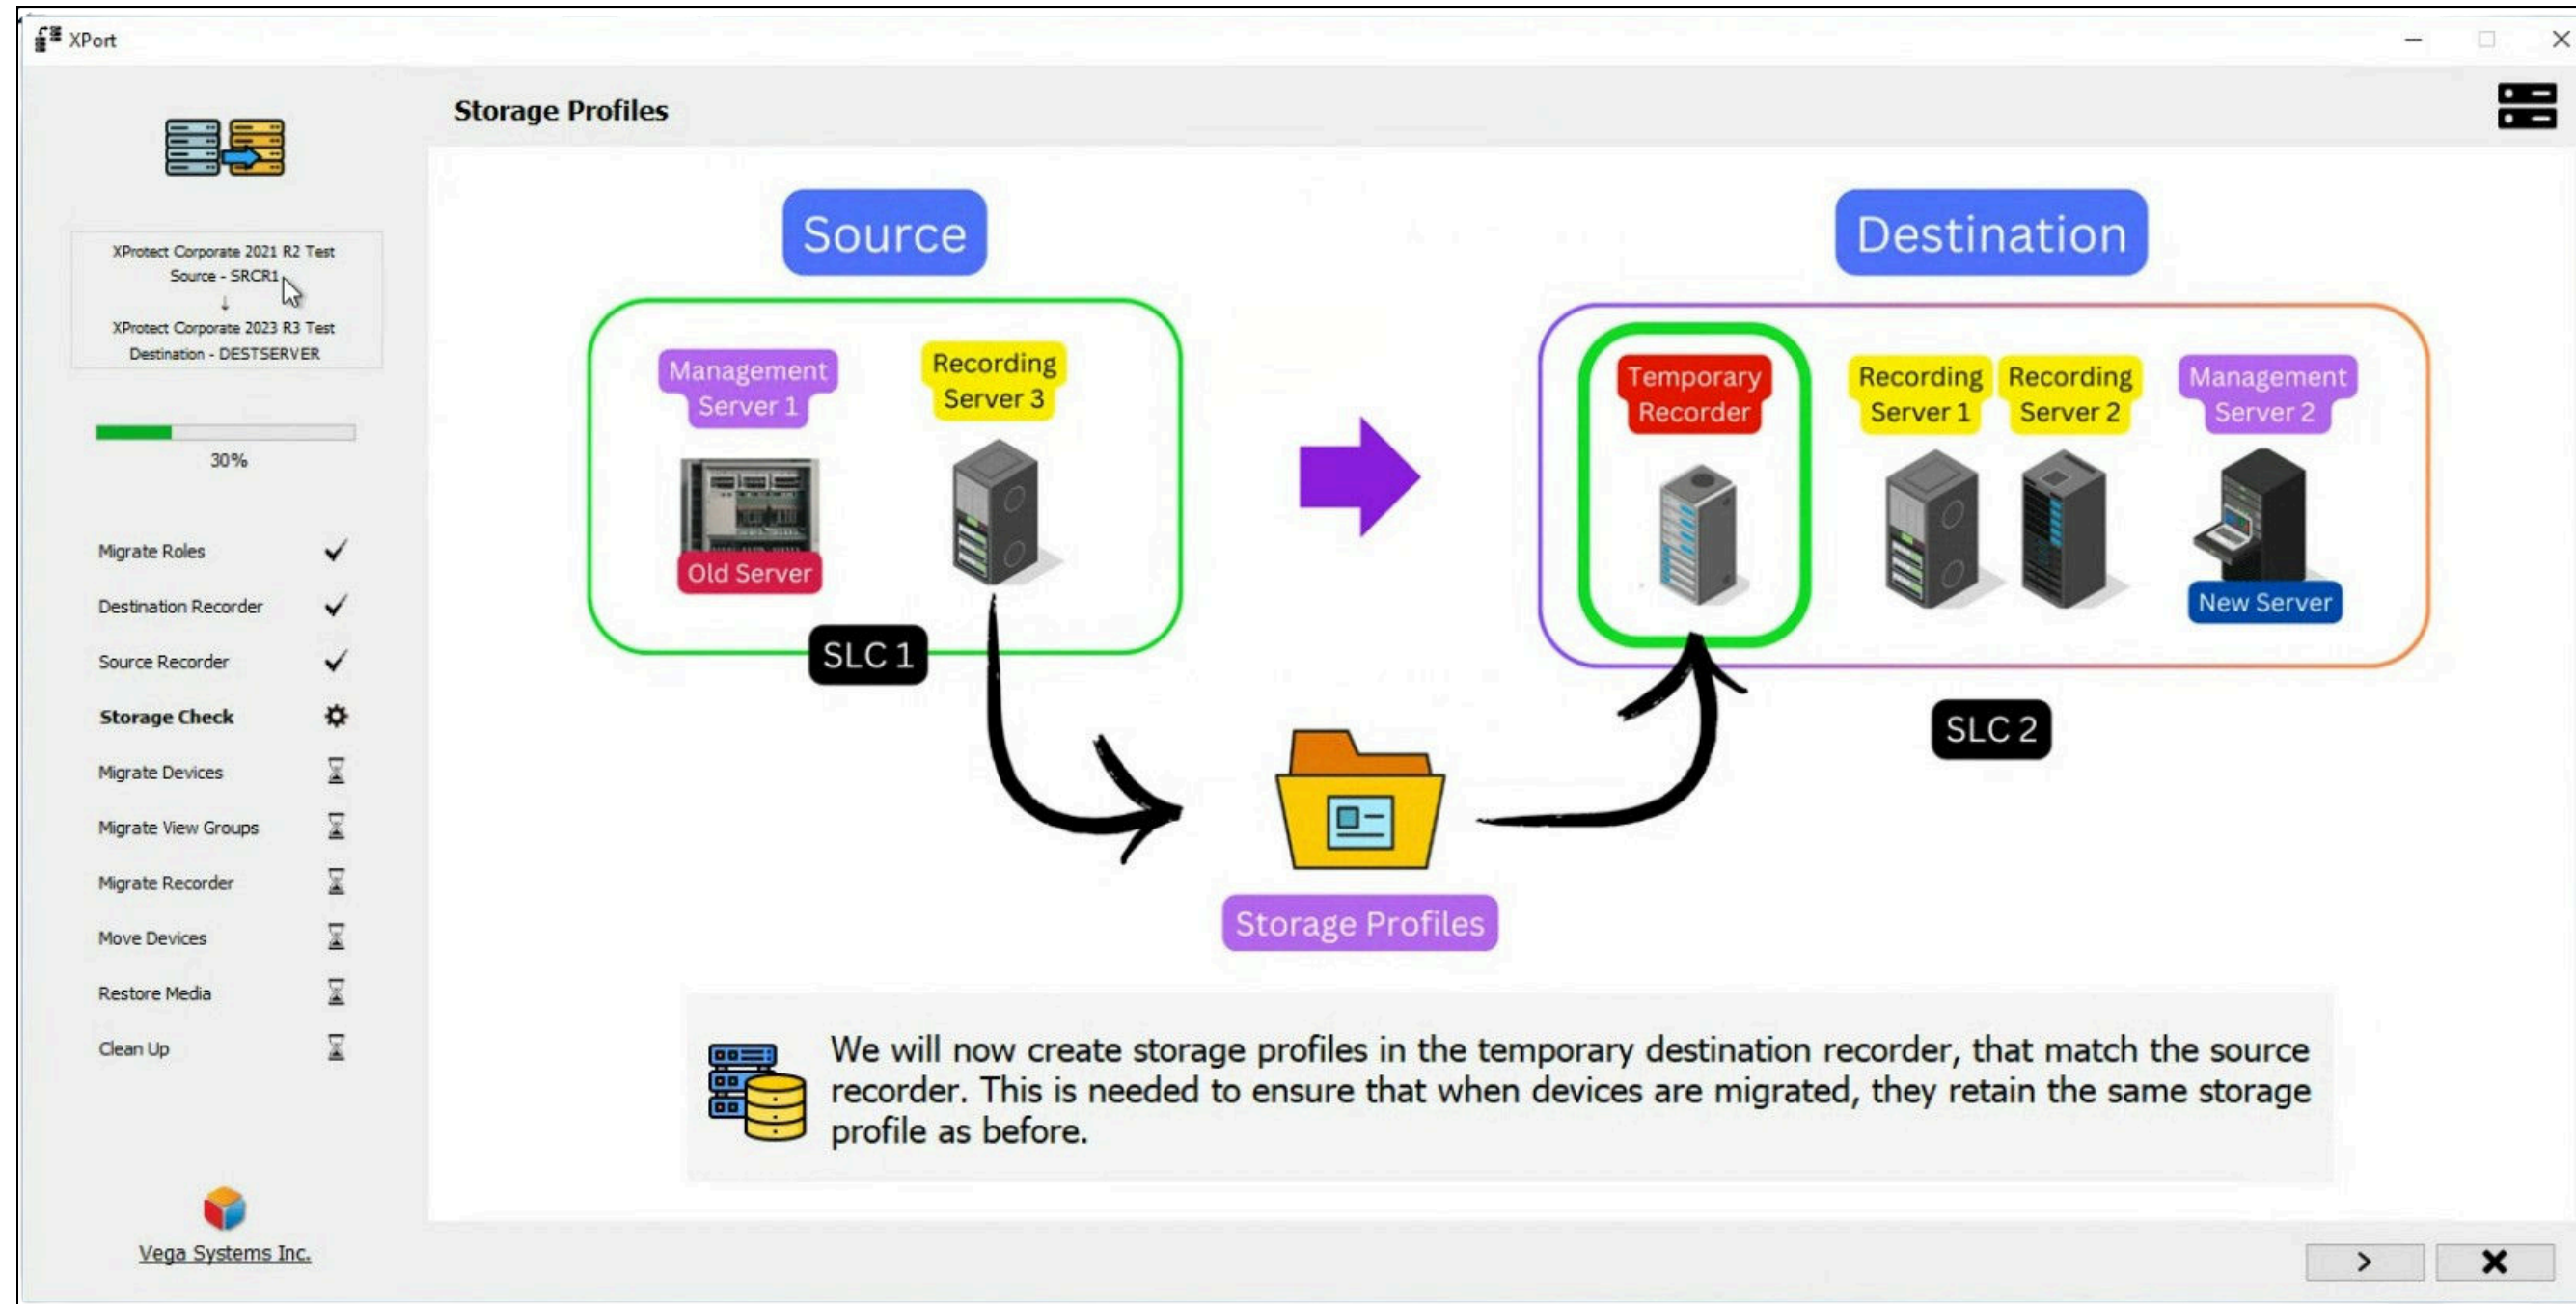 XPort
Storage Profiles
XProtect Corporate 2021 R2 Test
Source - SRCR1
↓
XProtect Corporate 2023 R3 Test
Destination - DESTSERVER
30%
Migrate Roles
Destination Recorder
Source Recorder
Storage Check
Migrate Devices
Migrate View Groups
Migrate Recorder
Move Devices
Restore Media
Clean Up
Vega Systems Inc.
Source
Management
Server 1
Old Server
Recording
Server 3
SLC 1
Destination
Temporary
Recorder
Recording
Server 1
Recording
Server 2
Management
Server 2
New Server
SLC 2
Storage Profiles
We will now create storage profiles in the temporary destination recorder, that match the source
recorder. This is needed to ensure that when devices are migrated, they retain the same storage
profile as before.